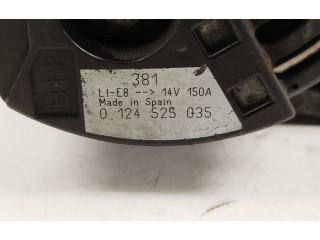 B+
381
LI-E8 --> 14V 150A
Made in Spain
0 124 525 035